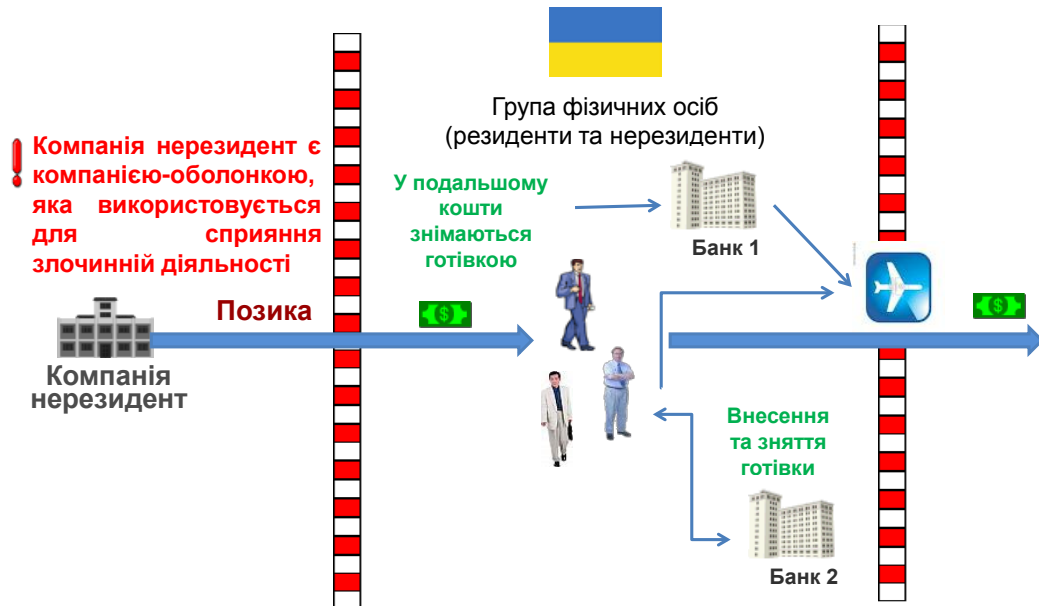 Група фізичних осіб
(резиденти та нерезиденти)
Компанія нерезидент є
компанією-оболонкою,
яка використовується
для сприяння
злочинній діяльності
У подальшому
кошти
знімаються
готівкою
Банк 1
Позика
Компанія
нерезидент
Внесення
та зняття
готівки
Банк 2